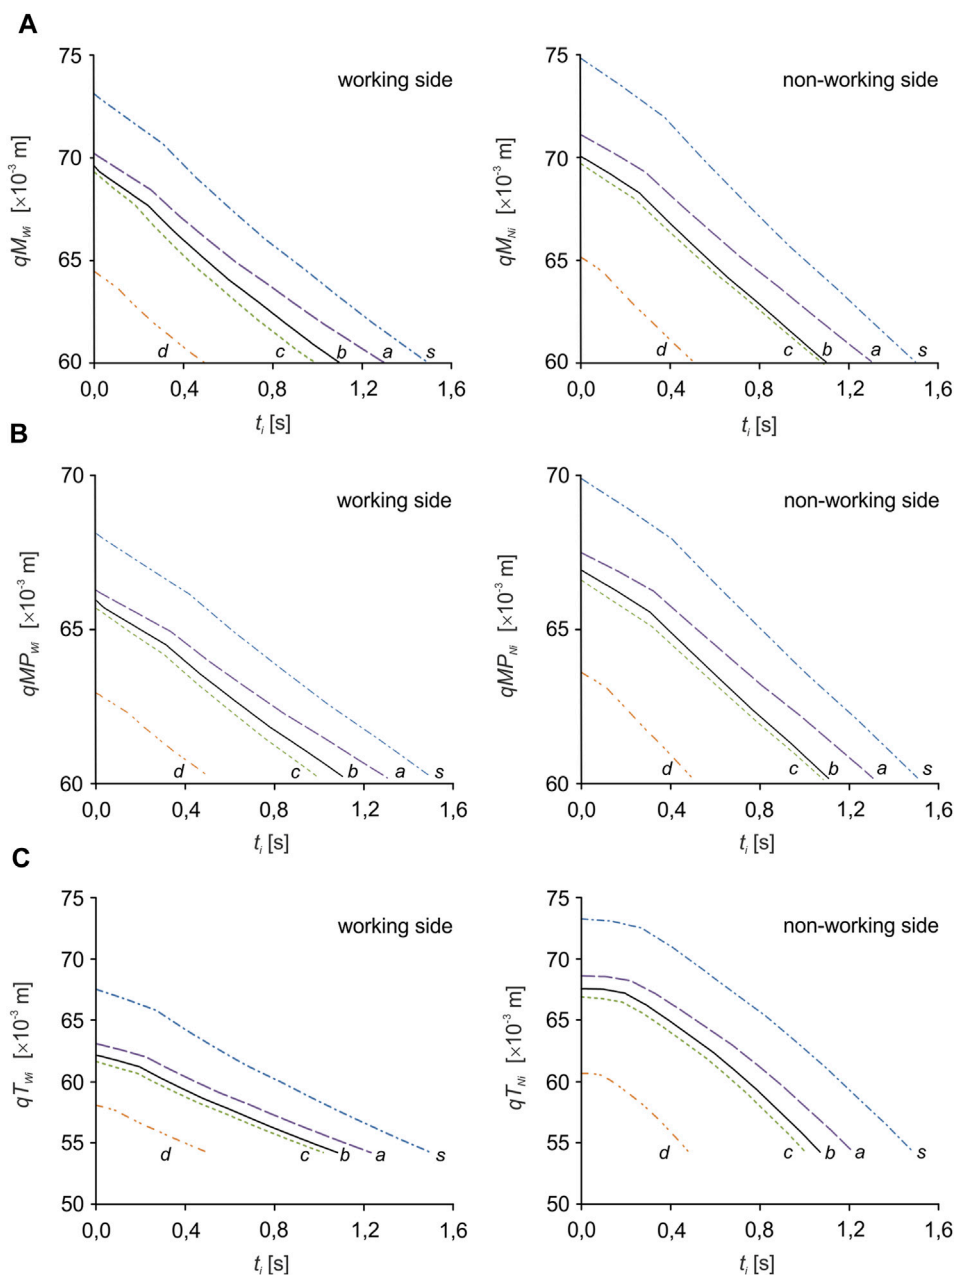 A
75
70
65
60
qM_Wi [×10⁻³ m]
working side
d
c
b
a
s
0,0
0,4
0,8
1,2
1,6
t_i [s]
75
70
65
60
qM_Ni [×10⁻³ m]
non-working side
d
c
b
a
s
0,0
0,4
0,8
1,2
1,6
t_i [s]
B
70
65
60
qMP_Wi [×10⁻³ m]
working side
d
c
b
a
s
0,0
0,4
0,8
1,2
1,6
t_i [s]
70
65
60
qMP_Ni [×10⁻³ m]
non-working side
d
c
b
a
s
0,0
0,4
0,8
1,2
1,6
t_i [s]
C
75
70
65
60
55
50
qT_Wi [×10⁻³ m]
working side
d
c
b
a
s
0,0
0,4
0,8
1,2
1,6
t_i [s]
75
70
65
60
55
50
qT_Ni [×10⁻³ m]
non-working side
d
c
b
a
s
0,0
0,4
0,8
1,2
1,6
t_i [s]